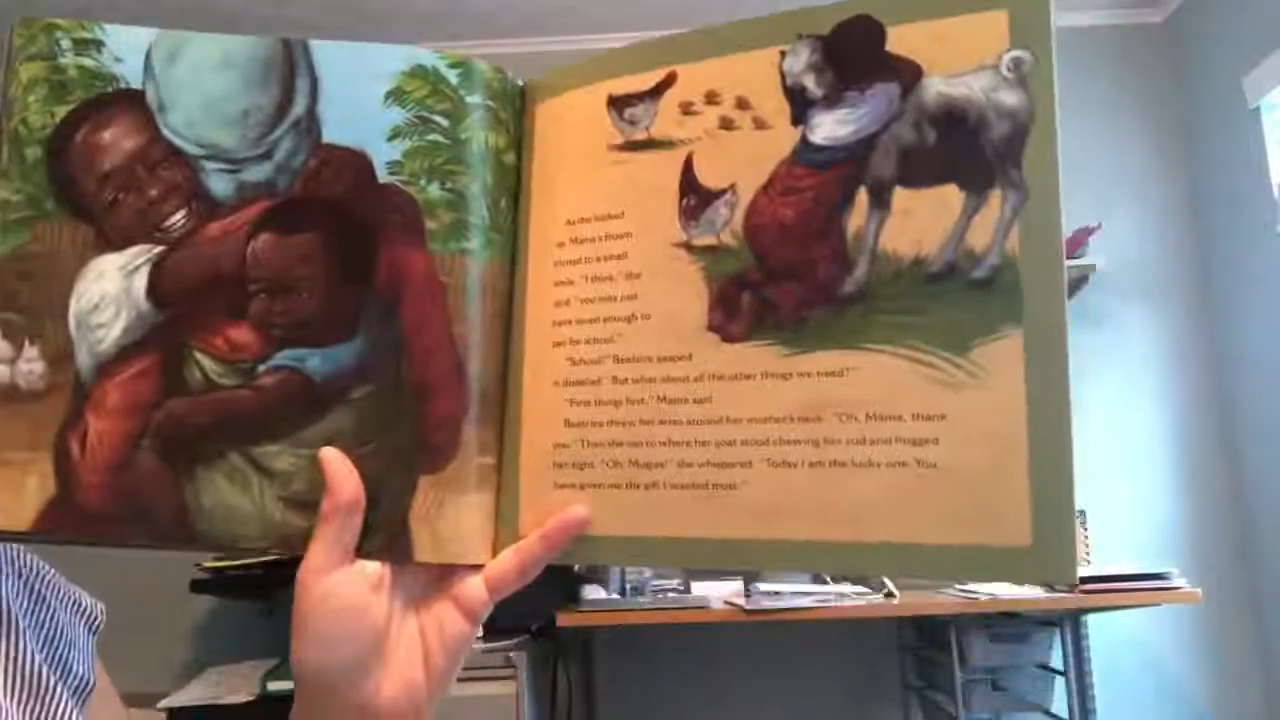 As she looked
up, Mama's frown
turned to a small
smile. "I think," she
said "you may just
have saved enough to
pay for school."
"School?" Beatrice gasped
in disbelief. "But what about all the other things we need?"
"First things first," Mama said.
Beatrice threw her arms around her mother's neck. "Oh, Mama, thank
you." Then she ran to where her goat stood chewing her cud and hugged
her tight. "Oh, Mugisa!" she whispered. "Today I am the lucky one. You
have given me the gift I wanted most."